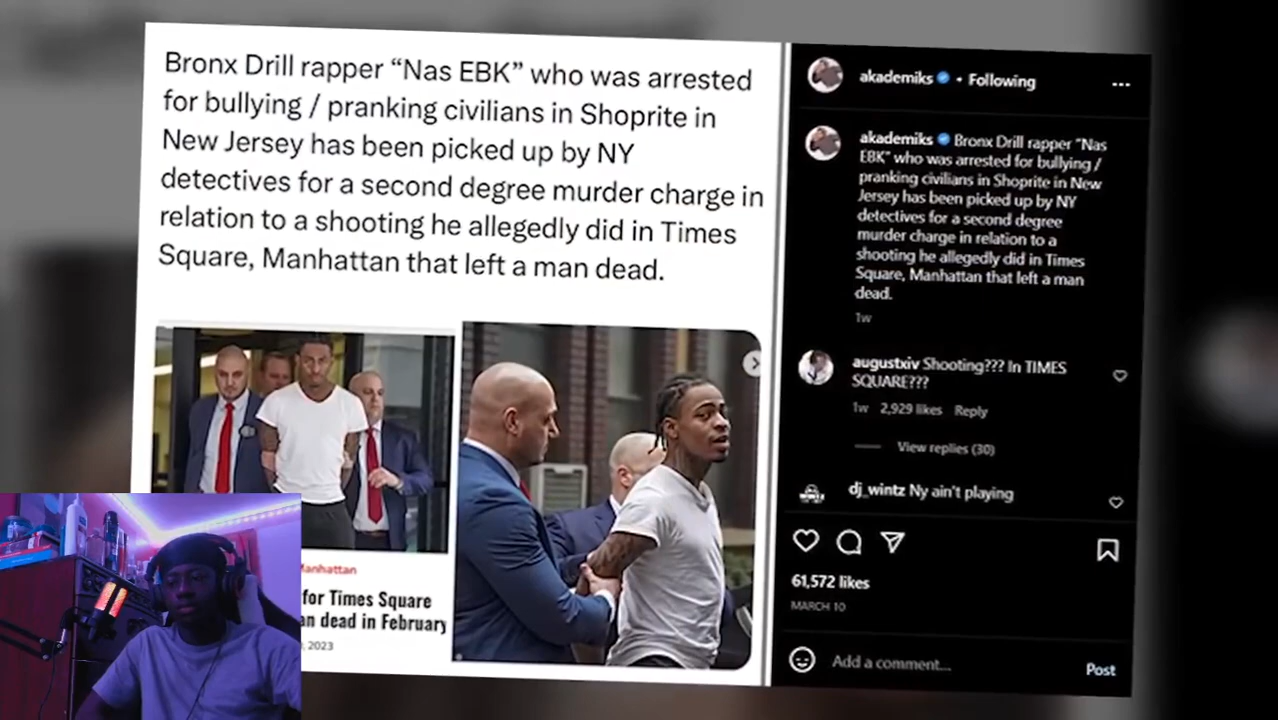 Bronx Drill rapper “Nas EBK” who was arrested
for bullying / pranking civilians in Shoprite in
New Jersey has been picked up by NY
detectives for a second degree murder charge in
relation to a shooting he allegedly did in Times
Square, Manhattan that left a man dead.
Manhattan
for Times Square
an dead in February
, 2023
akademiks • Following
akademiks Bronx Drill rapper “Nas
EBK” who was arrested for bullying /
pranking civilians in Shoprite in New
Jersey has been picked up by NY
detectives for a second degree
murder charge in relation to a
shooting he allegedly did in Times
Square, Manhattan that left a man
dead.
1w
augustxiv Shooting??? In TIMES
SQUARE???
1w 2,929 likes Reply
View replies (30)
dj_wintz Ny ain't playing
61,572 likes
MARCH 10
Add a comment...
Post